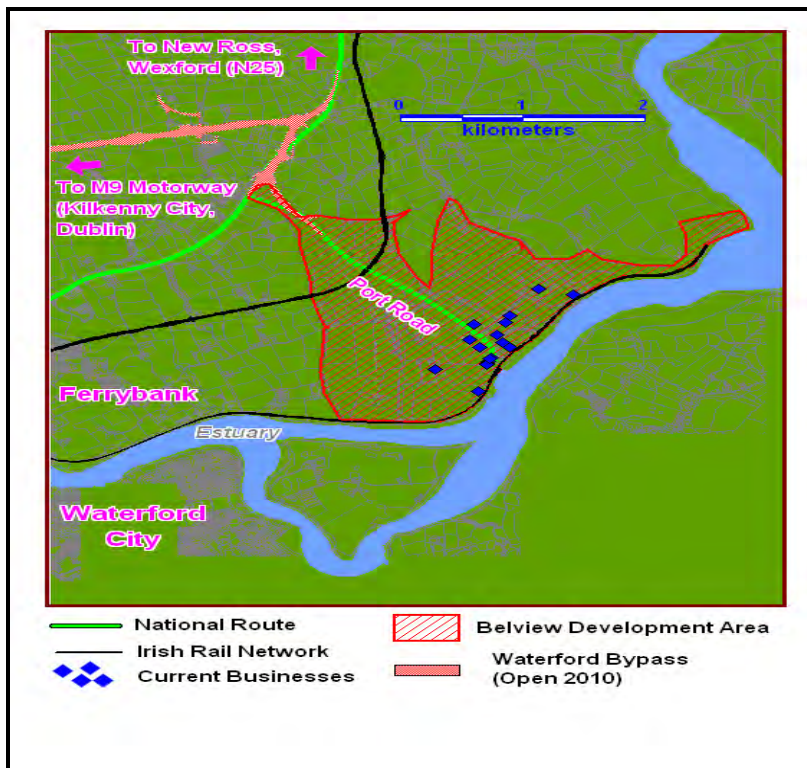 To New Ross,
Wexford (N25)
0 1 2
kilometers
To M9 Motorway
(Kilkenny City,
Dublin)
Port Road
Ferrybank
Estuary
Waterford
City
National Route
Irish Rail Network
Current Businesses
Belview Development Area
Waterford Bypass
(Open 2010)